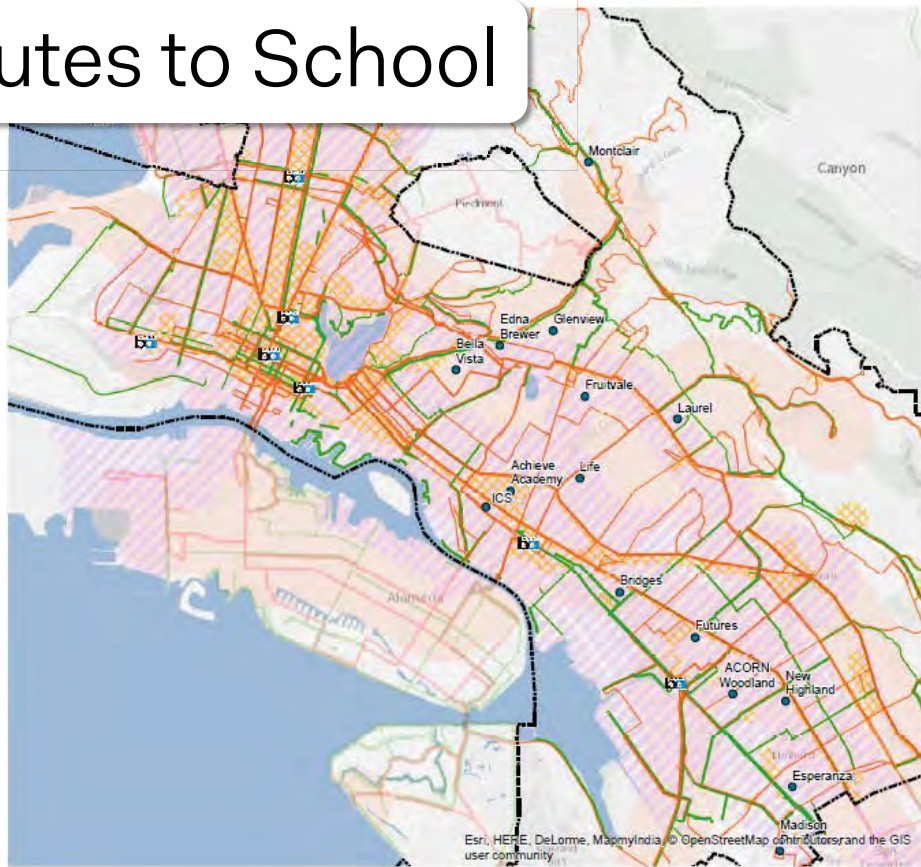 utes to School
Montclair
Canyon
Piedmont
Edna
Brewer
Glenview
Bella
Vista
Fruitvale
Laurel
Achieve
Academy
Life
ICS
Bridges
Alameda
Futures
ACORN
Woodland
New
Highland
Esperanza
Madison
Esri, HERE, DeLorme, MapmyIndia, © OpenStreetMap contributors, and the GIS
user community